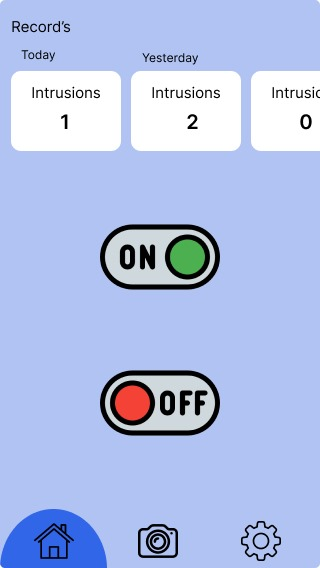 Record's
Today
Yesterday
Intrusions
Intrusions
1
2
0
ON
OFF